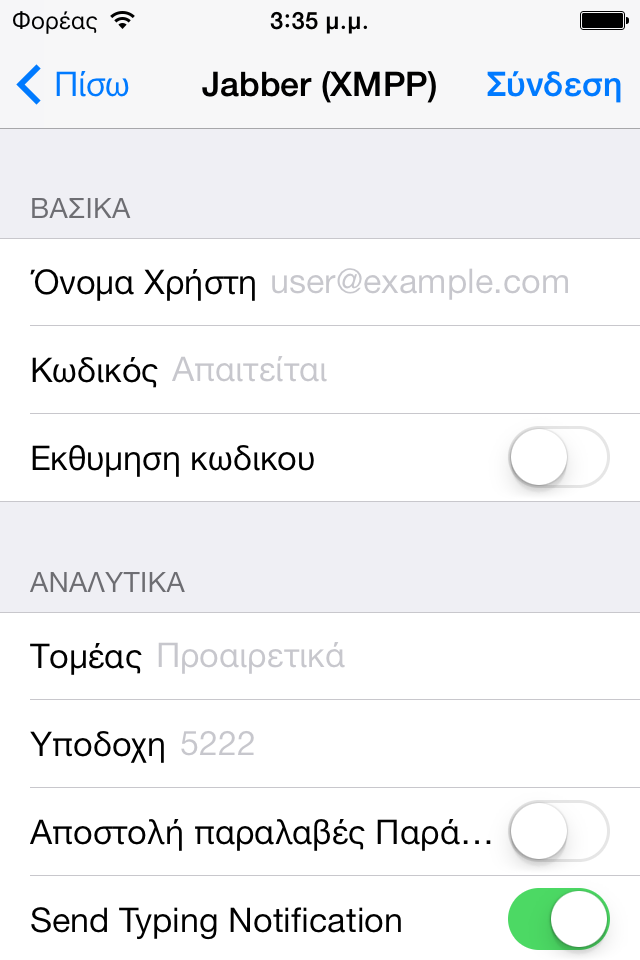 Φορέας 3:35 μ.μ.
Πίσω Jabber (XMPP) Σύνδεση
ΒΑΣΙΚΑ
Όνομα Χρήστη user@example.com
Κωδικός Απαιτείται
Εκθυμηση κωδικου
ΑΝΑΛΥΤΙΚΑ
Τομέας Προαιρετικά
Υποδοχη 5222
Αποστολή παραλαβές Παρά...
Send Typing Notification